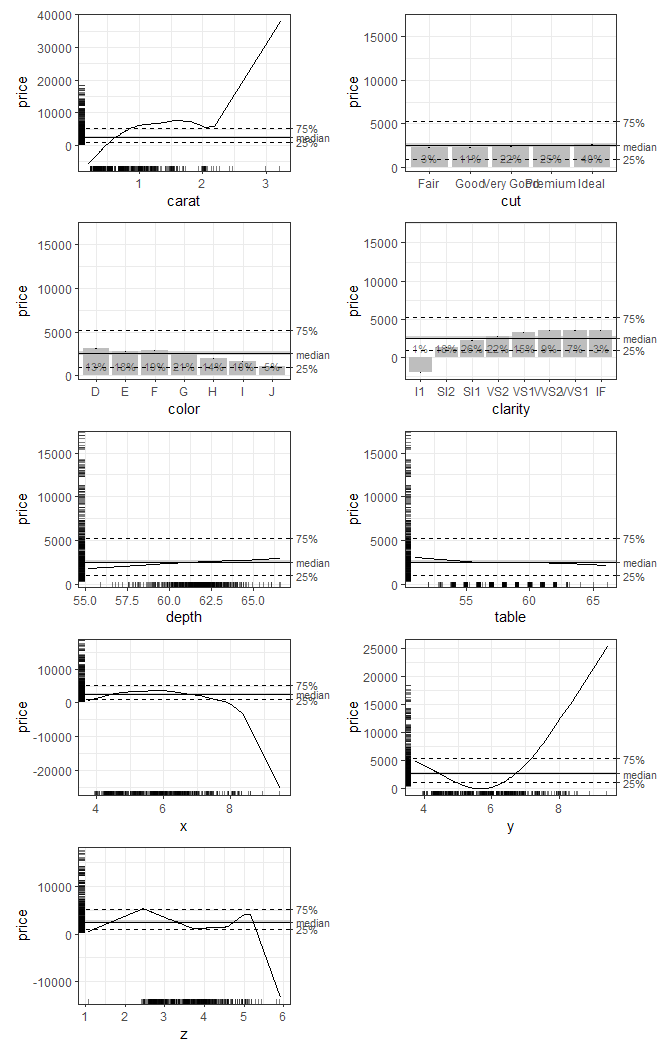 40000
30000
20000
10000
0
price
75%
median
25%
1
2
3
carat
15000
10000
5000
0
price
75%
median
25%
3%
11%
22%
25%
40%
Fair
Good
Very Good
Premium
Ideal
cut
15000
10000
5000
0
price
75%
median
25%
13%
18%
19%
21%
14%
10%
5%
D
E
F
G
H
I
J
color
15000
10000
5000
0
price
75%
median
25%
1%
18%
26%
22%
15%
9%
7%
3%
I1
SI2
SI1
VS2
VS1
VVS2
VVS1
IF
clarity
15000
10000
5000
0
price
75%
median
25%
55.0
57.5
60.0
62.5
65.0
depth
15000
10000
5000
0
price
75%
median
25%
55
60
65
table
10000
0
-10000
-20000
price
75%
median
25%
4
6
8
x
25000
20000
15000
10000
5000
0
price
75%
median
25%
4
6
8
y
10000
0
-10000
price
75%
median
25%
1
2
3
4
5
6
z